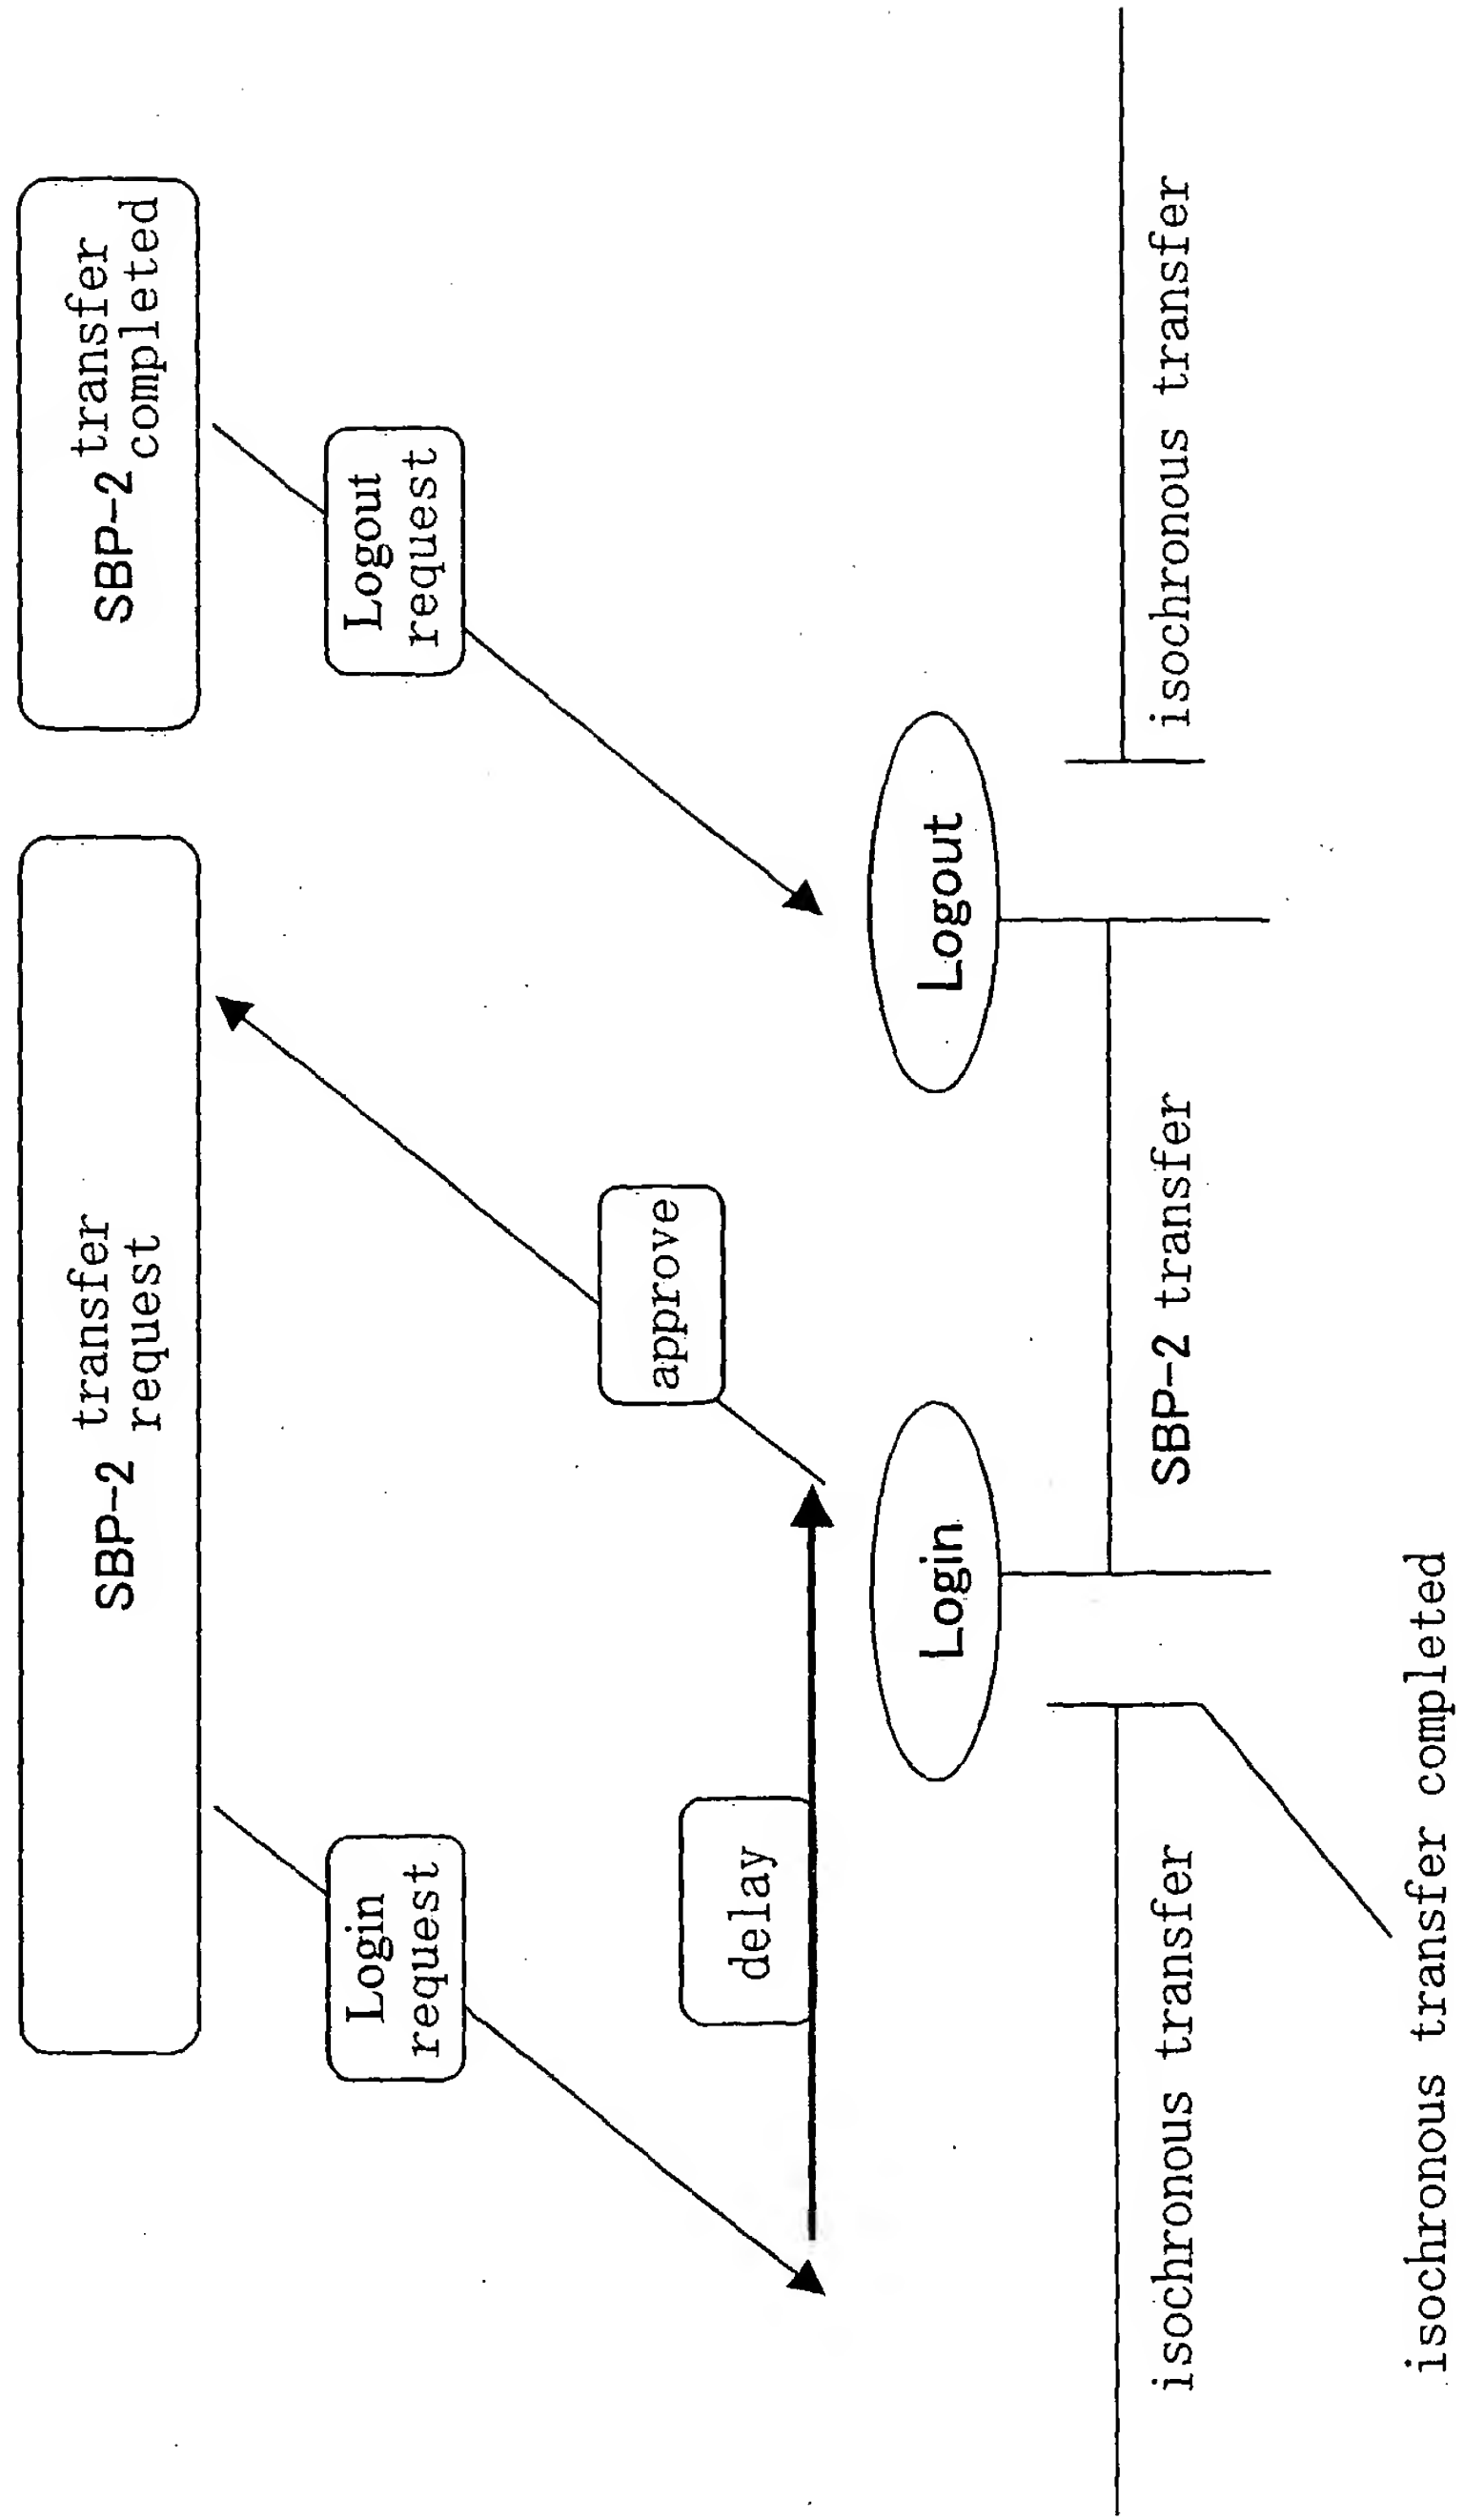 SBP-2 transfer
request
SBP-2 transfer
completed
Login
request
Logout
request
delay
approve
Login
Logout
isochronous transfer
SBP-2 transfer
isochronous transfer
isochronous transfer completed